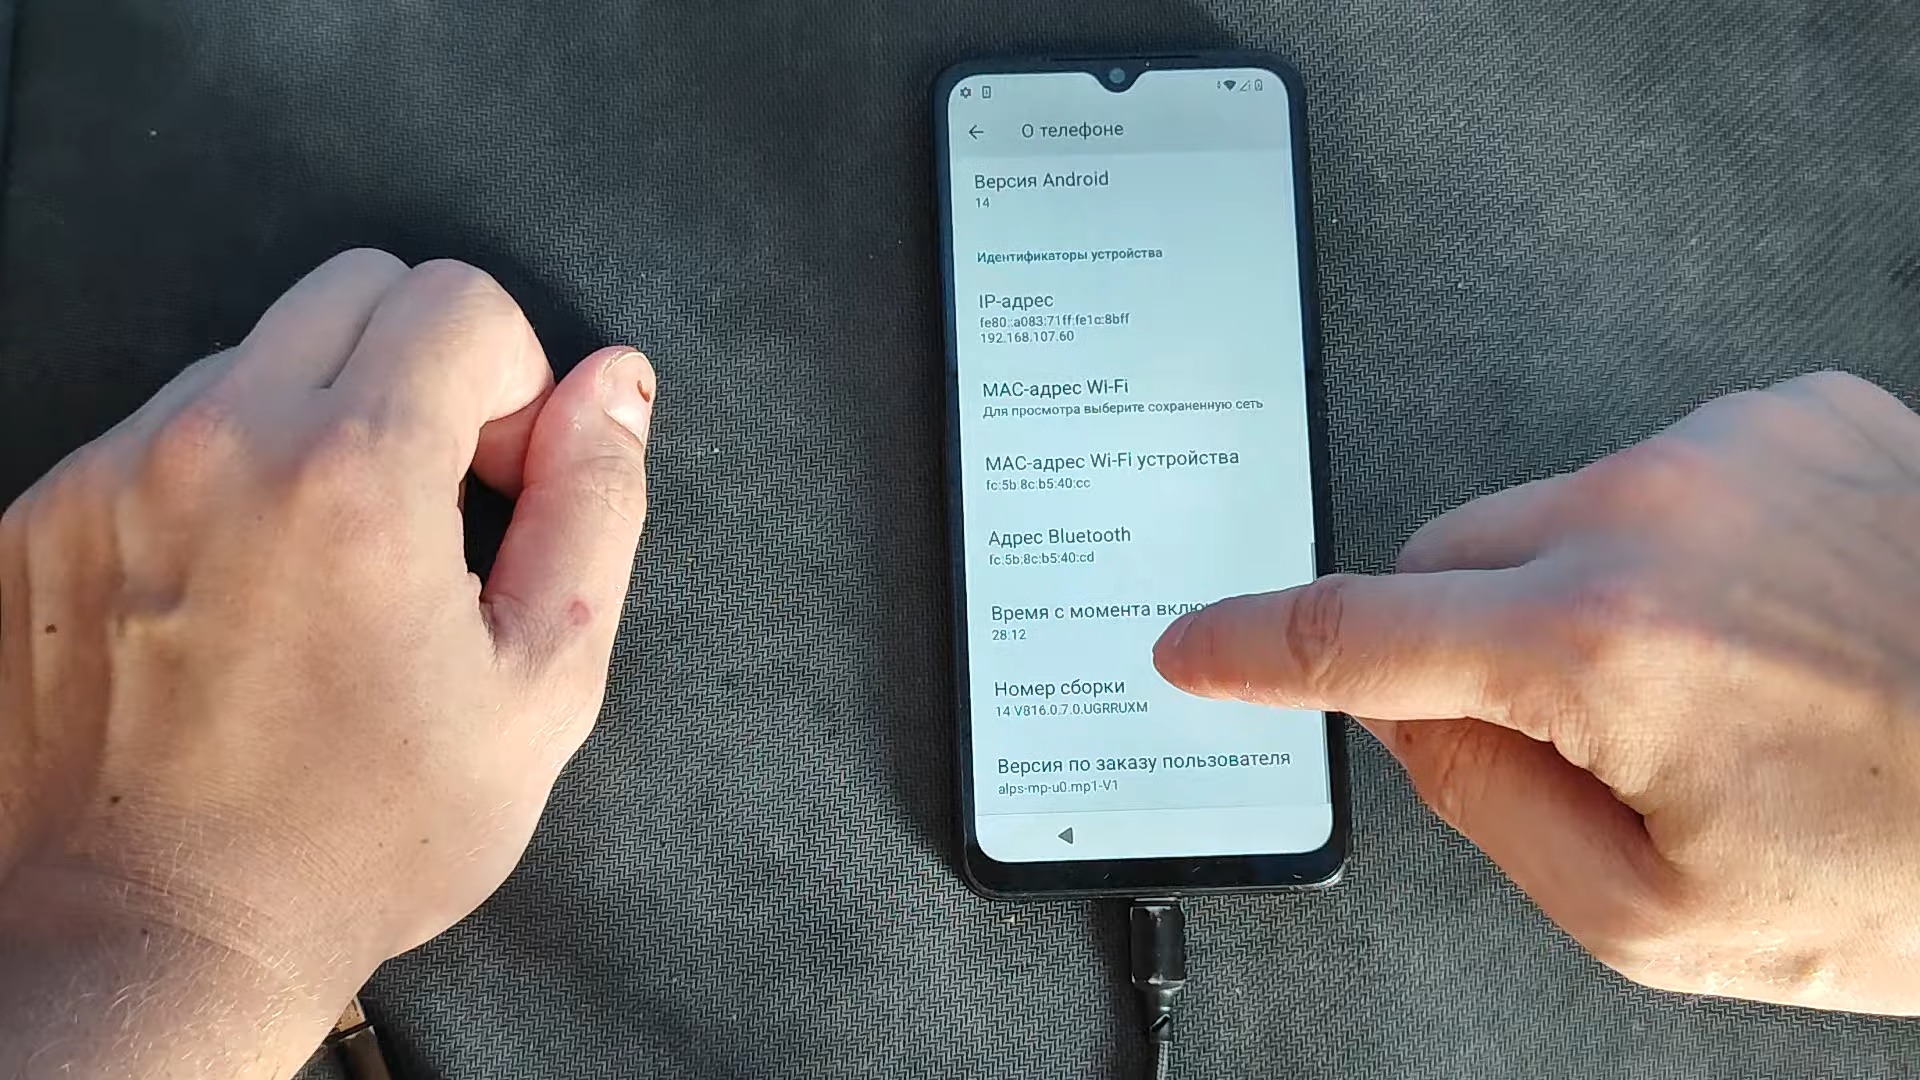 О телефоне
Версия Android
14
Идентификаторы устройства
IP-адрес
fe80::a083:71ff:fe1c:8bff
192.168.107.60
MAC-адрес Wi-Fi
Для просмотра выберите сохраненную сеть
MAC-адрес Wi-Fi устройства
fc:5b:8c:b5:40:cc
Адрес Bluetooth
fc:5b:8c:b5:40:cd
Время с момента вклю
28:12
Номер сборки
14 V816.0.7.0.UGRRUXM
Версия по заказу пользователя
alps-mp-u0.mp1-V1